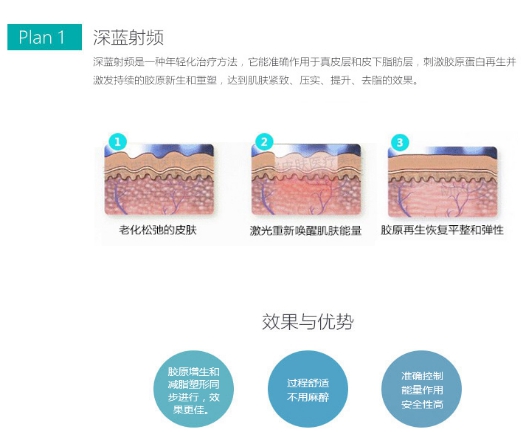 Plan 1
深蓝射频
深蓝射频是一种年轻化治疗方法，它能准确作用于真皮层和皮下脂肪层，刺激胶原蛋白再生并
激发持续的胶原新生和重塑，达到肌肤紧致、压实、提升、去脂的效果。
1
2
3
老化松弛的皮肤
激光重新唤醒肌肤能量
胶原再生恢复平整和弹性
效果与优势
胶原增生和
减脂塑形同
步进行，效
果更佳。
过程舒适
不用麻醉
准确控制
能量作用
安全性高